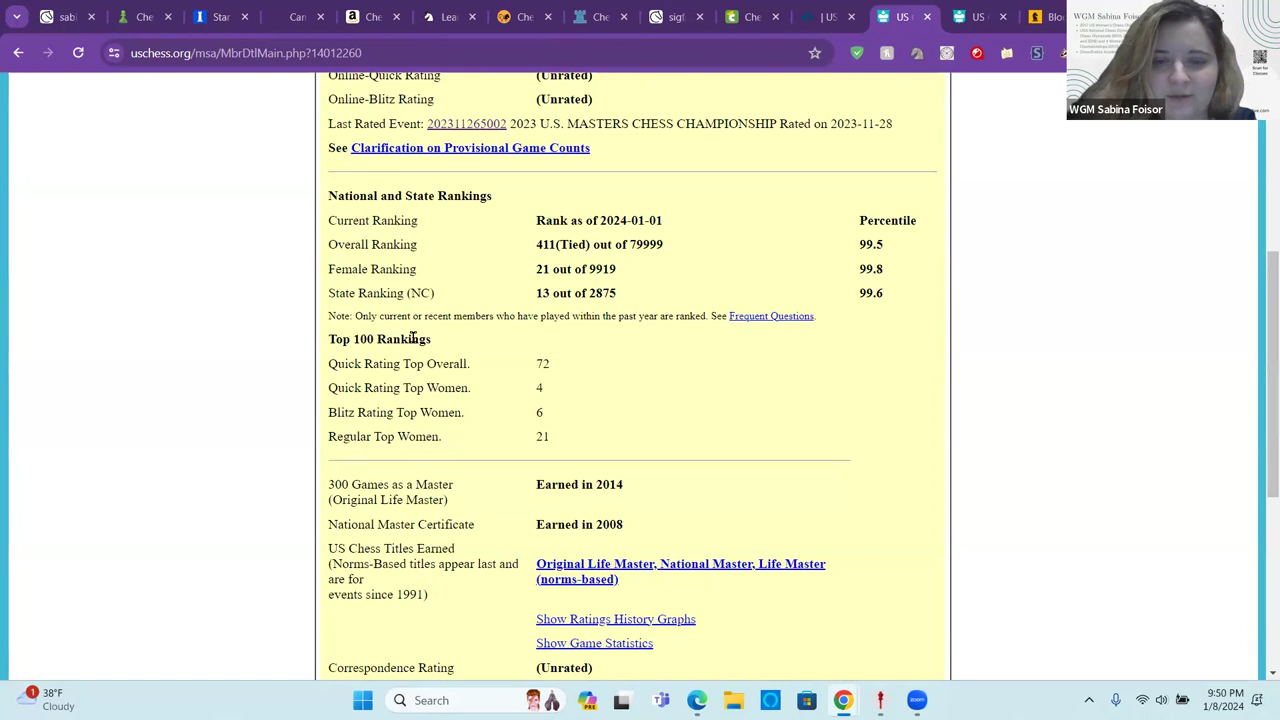 uschess.org/msa/MbrDtlMain.php
WGM Sabina Foisor
Online-Quick Rating (Unrated)
Online-Blitz Rating (Unrated)
202311265002 2023 U.S. MASTERS CHESS CHAMPIONSHIP Rated on 2023-11-28
See Clarification on Provisional Game Counts
National and State Rankings
Current Ranking Rank as of 2024-01-01 Percentile
Overall Ranking 411(Tied) out of 79999 99.5
Female Ranking 21 out of 9919 99.8
State Ranking (NC) 13 out of 2875 99.6
Note: Only current or recent members who have played within the past year are ranked. See Frequent Questions.
Top 100 Rankings
Quick Rating Top Overall. 72
Quick Rating Top Women. 4
Blitz Rating Top Women. 6
Regular Top Women. 21
300 Games as a Master Earned in 2014
(Original Life Master)
National Master Certificate Earned in 2008
US Chess Titles Earned
(Norms-Based titles appear last and Original Life Master, National Master, Life Master
are for (norms-based)
events since 1991)
Show Ratings History Graphs
Show Game Statistics
Correspondence Rating (Unrated)
1 38°F
Cloudy
Search
zoom
9:50 PM
1/8/2024